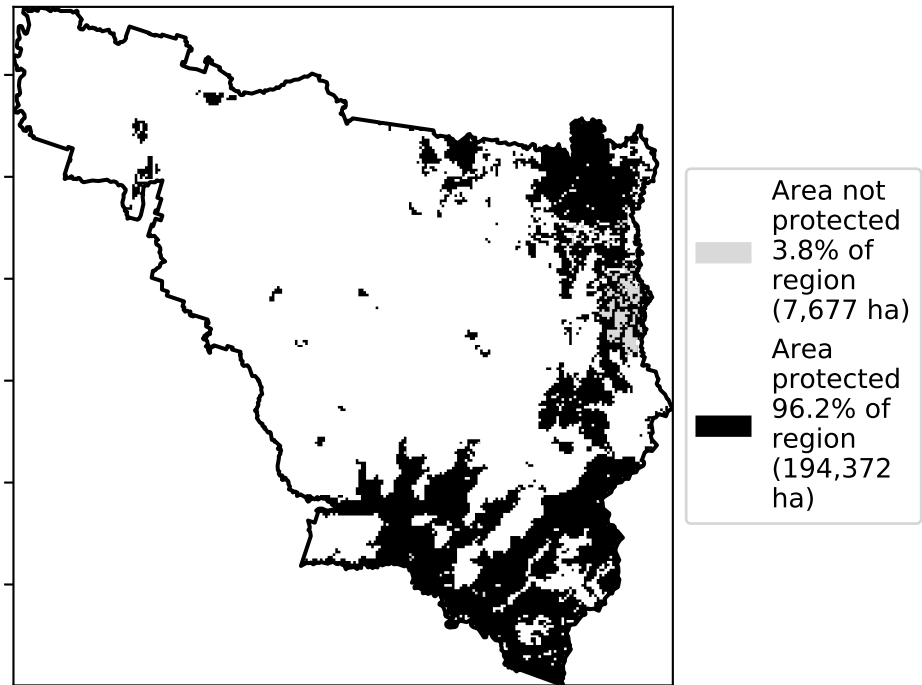 Area not
protected
3.8% of
region
(7,677 ha)
Area
protected
96.2% of
region
(194,372
ha)